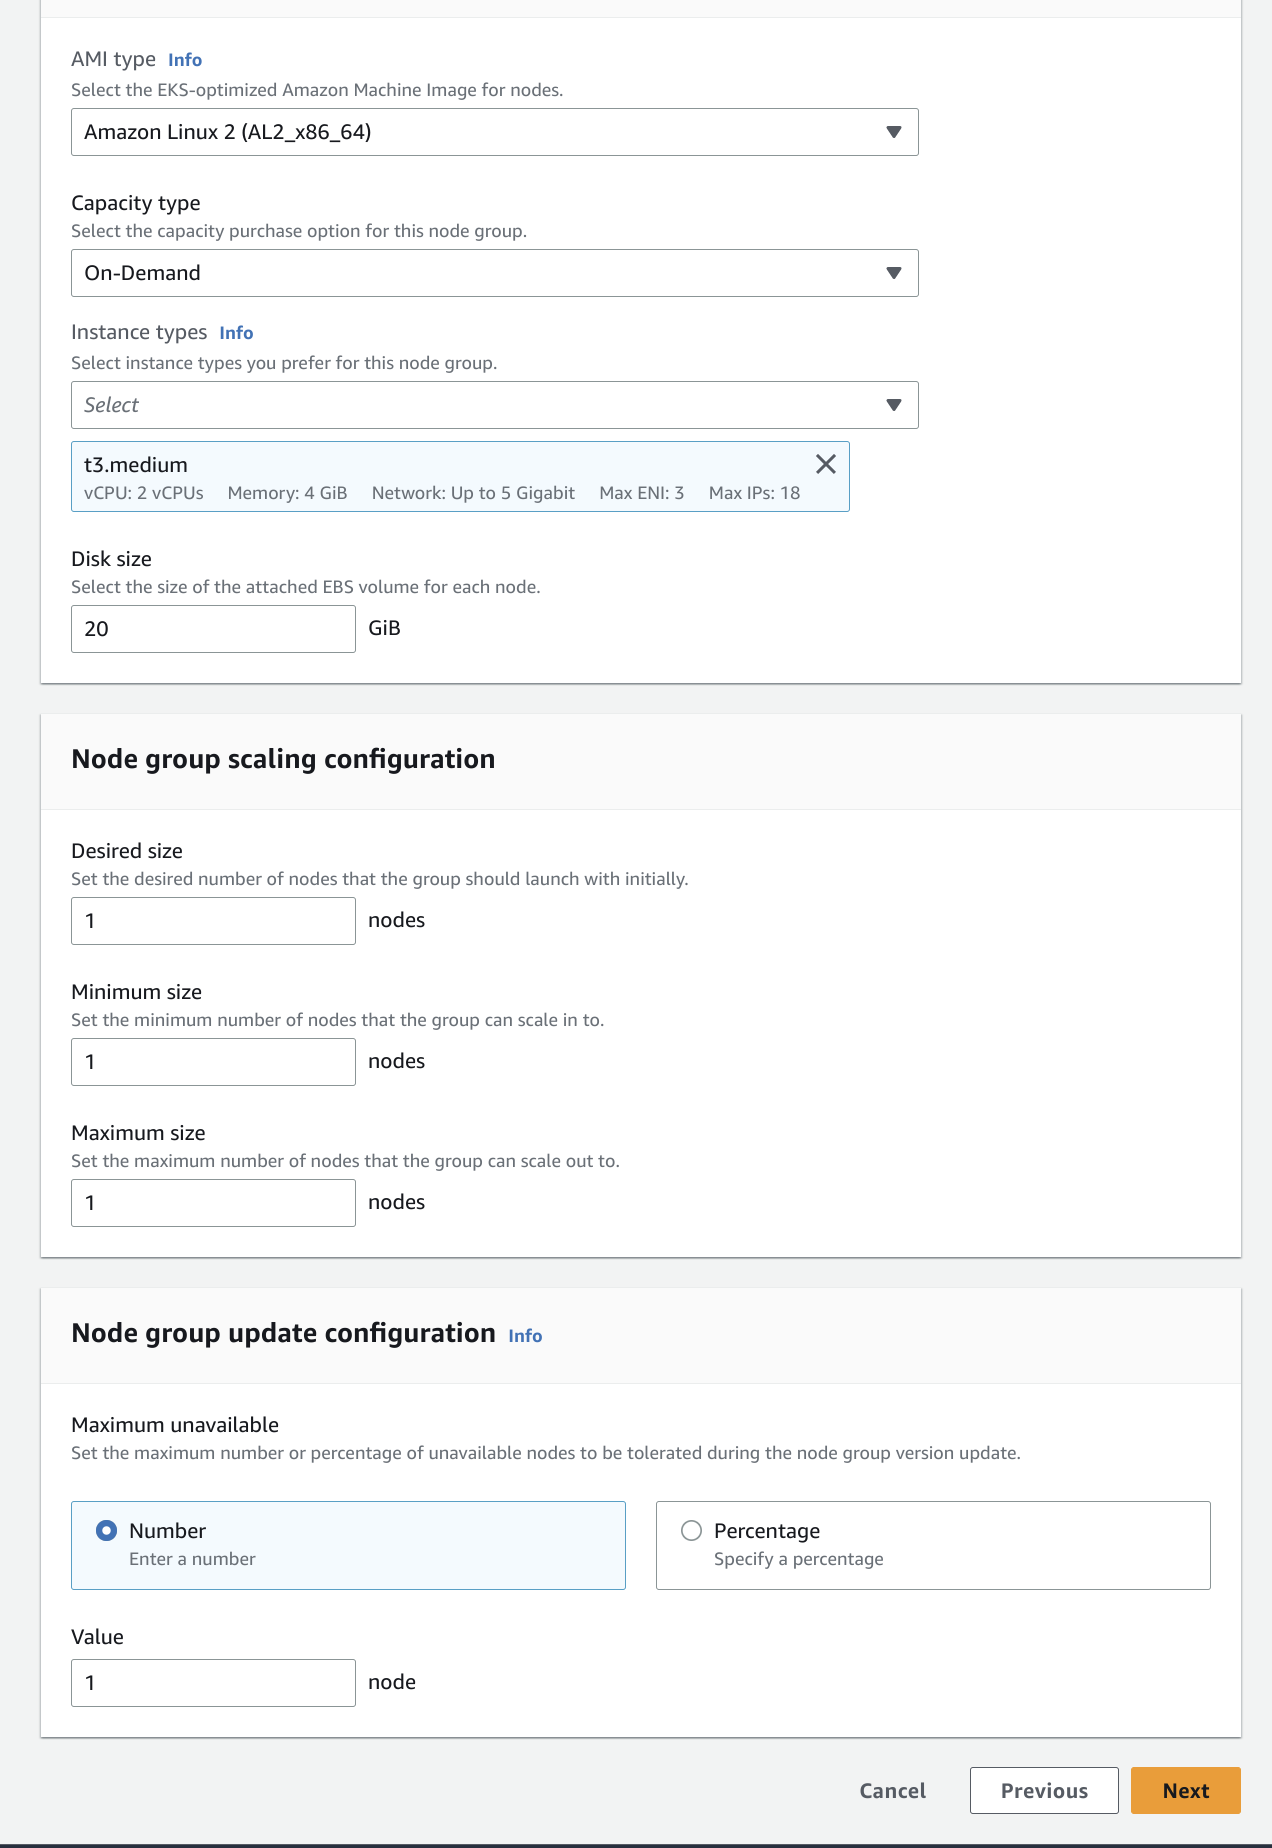 AMI type Info
Select the EKS-optimized Amazon Machine Image for nodes.
Amazon Linux 2 (AL2_x86_64)
Capacity type
Select the capacity purchase option for this node group.
On-Demand
Instance types Info
Select instance types you prefer for this node group.
Select
t3.medium
vCPU: 2 vCPUs Memory: 4 GiB Network: Up to 5 Gigabit Max ENI: 3 Max IPs: 18
Disk size
Select the size of the attached EBS volume for each node.
20 GiB
Node group scaling configuration
Desired size
Set the desired number of nodes that the group should launch with initially.
1 nodes
Minimum size
Set the minimum number of nodes that the group can scale in to.
1 nodes
Maximum size
Set the maximum number of nodes that the group can scale out to.
1 nodes
Node group update configuration Info
Maximum unavailable
Set the maximum number or percentage of unavailable nodes to be tolerated during the node group version update.
Number Percentage
Enter a number Specify a percentage
Value
1 node
Cancel Previous Next